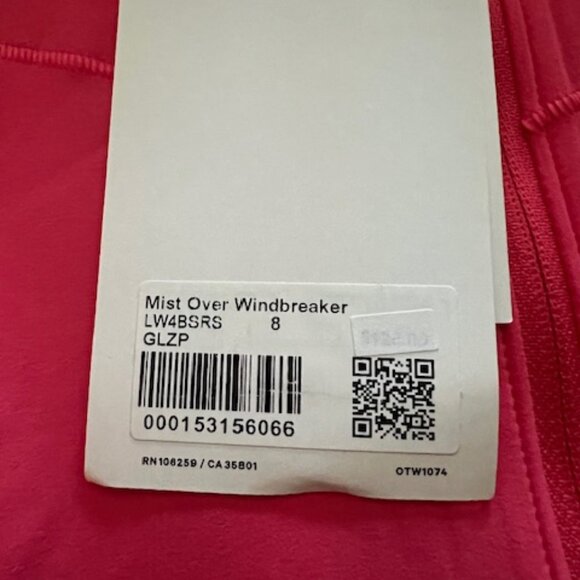 Mist Over Windbreaker
LW4BSRS 8
GLZP
000153156066
RN106259 / CA35801
OTW1074